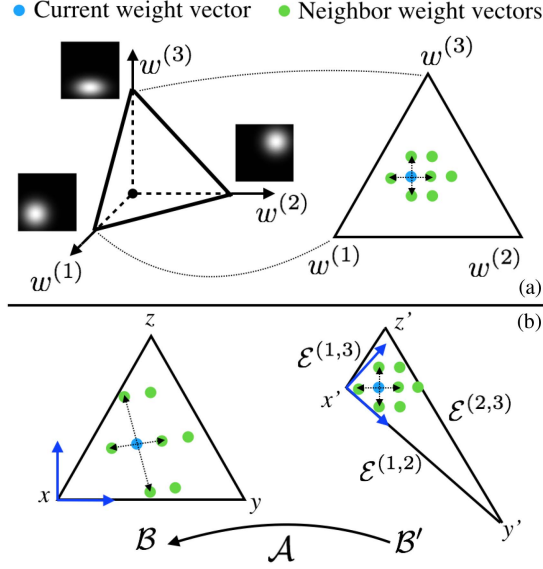 Current weight vector Neighbor weight vectors
w^{(3)} w^{(3)}
w^{(2)}
w^{(1)} w^{(1)} w^{(2)}
(a)
(b)
z z'
ℰ^{(1,3)}
x' ℰ^{(2,3)}
ℰ^{(1,2)}
x y y'
ℬ 𝒜 ℬ′